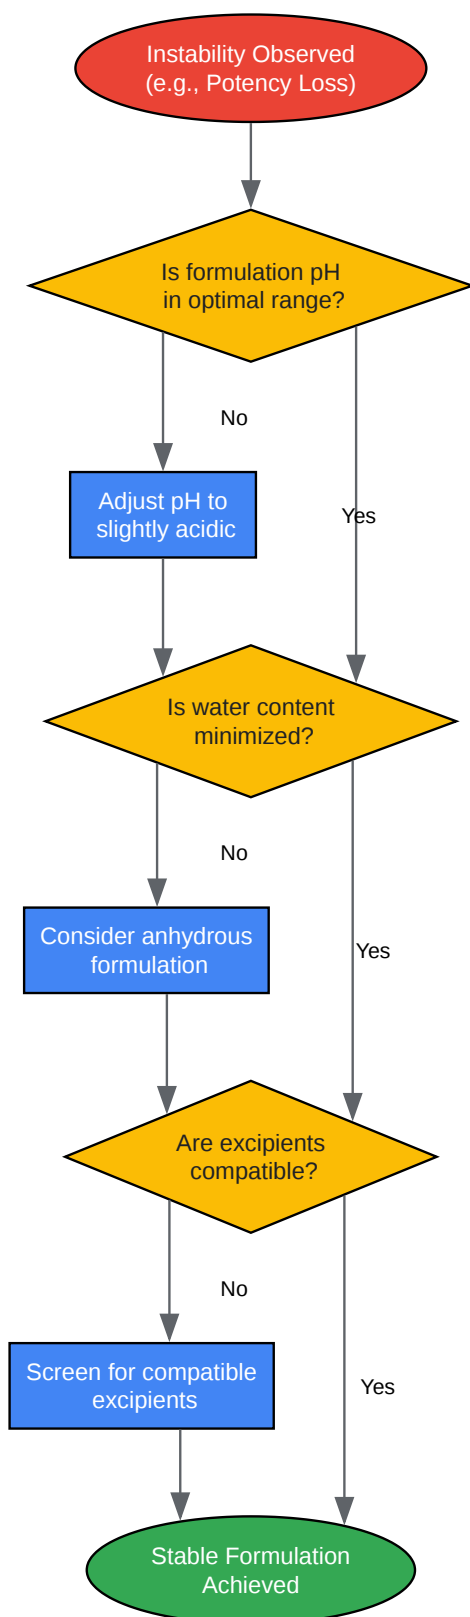 Instability Observed
(e.g., Potency Loss)
Is formulation pH
in optimal range?
No
Adjust pH to
slightly acidic
Yes
Is water content
minimized?
No
Consider anhydrous
formulation
Yes
Are excipients
compatible?
No
Screen for compatible
excipients
Yes
Stable Formulation
Achieved